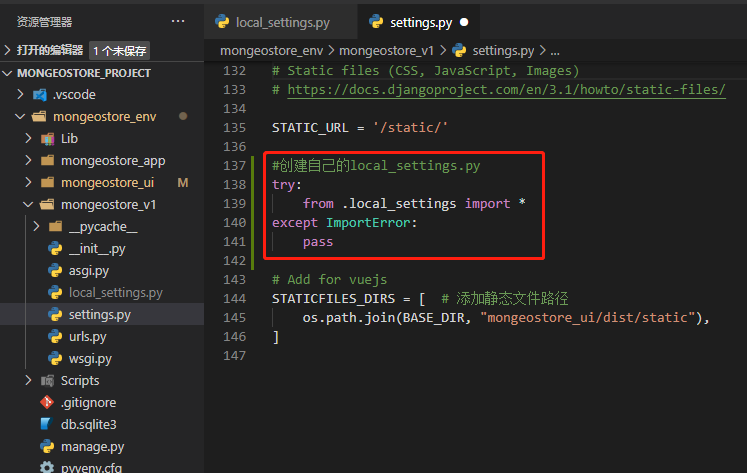 资源管理器
···
打开的编辑器 1 个未保存
MONGEOSTORE_PROJECT
.vscode
mongeostore_env
Lib
mongeostore_app
mongeostore_ui M
mongeostore_v1
__pycache__
__init__.py
asgi.py
local_settings.py
settings.py
urls.py
wsgi.py
Scripts
.gitignore
db.sqlite3
manage.py
pyvenv.cfg
local_settings.py
settings.py
mongeostore_env > mongeostore_v1 > settings.py > ...
132 # Static files (CSS, JavaScript, Images)
133 # https://docs.djangoproject.com/en/3.1/howto/static-files/
134
135 STATIC_URL = '/static/'
136
137 #创建自己的local_settings.py
138 try:
139 from .local_settings import *
140 except ImportError:
141 pass
142
143 # Add for vuejs
144 STATICFILES_DIRS = [ # 添加静态文件路径
145 os.path.join(BASE_DIR, "mongeostore_ui/dist/static"),
146 ]
147